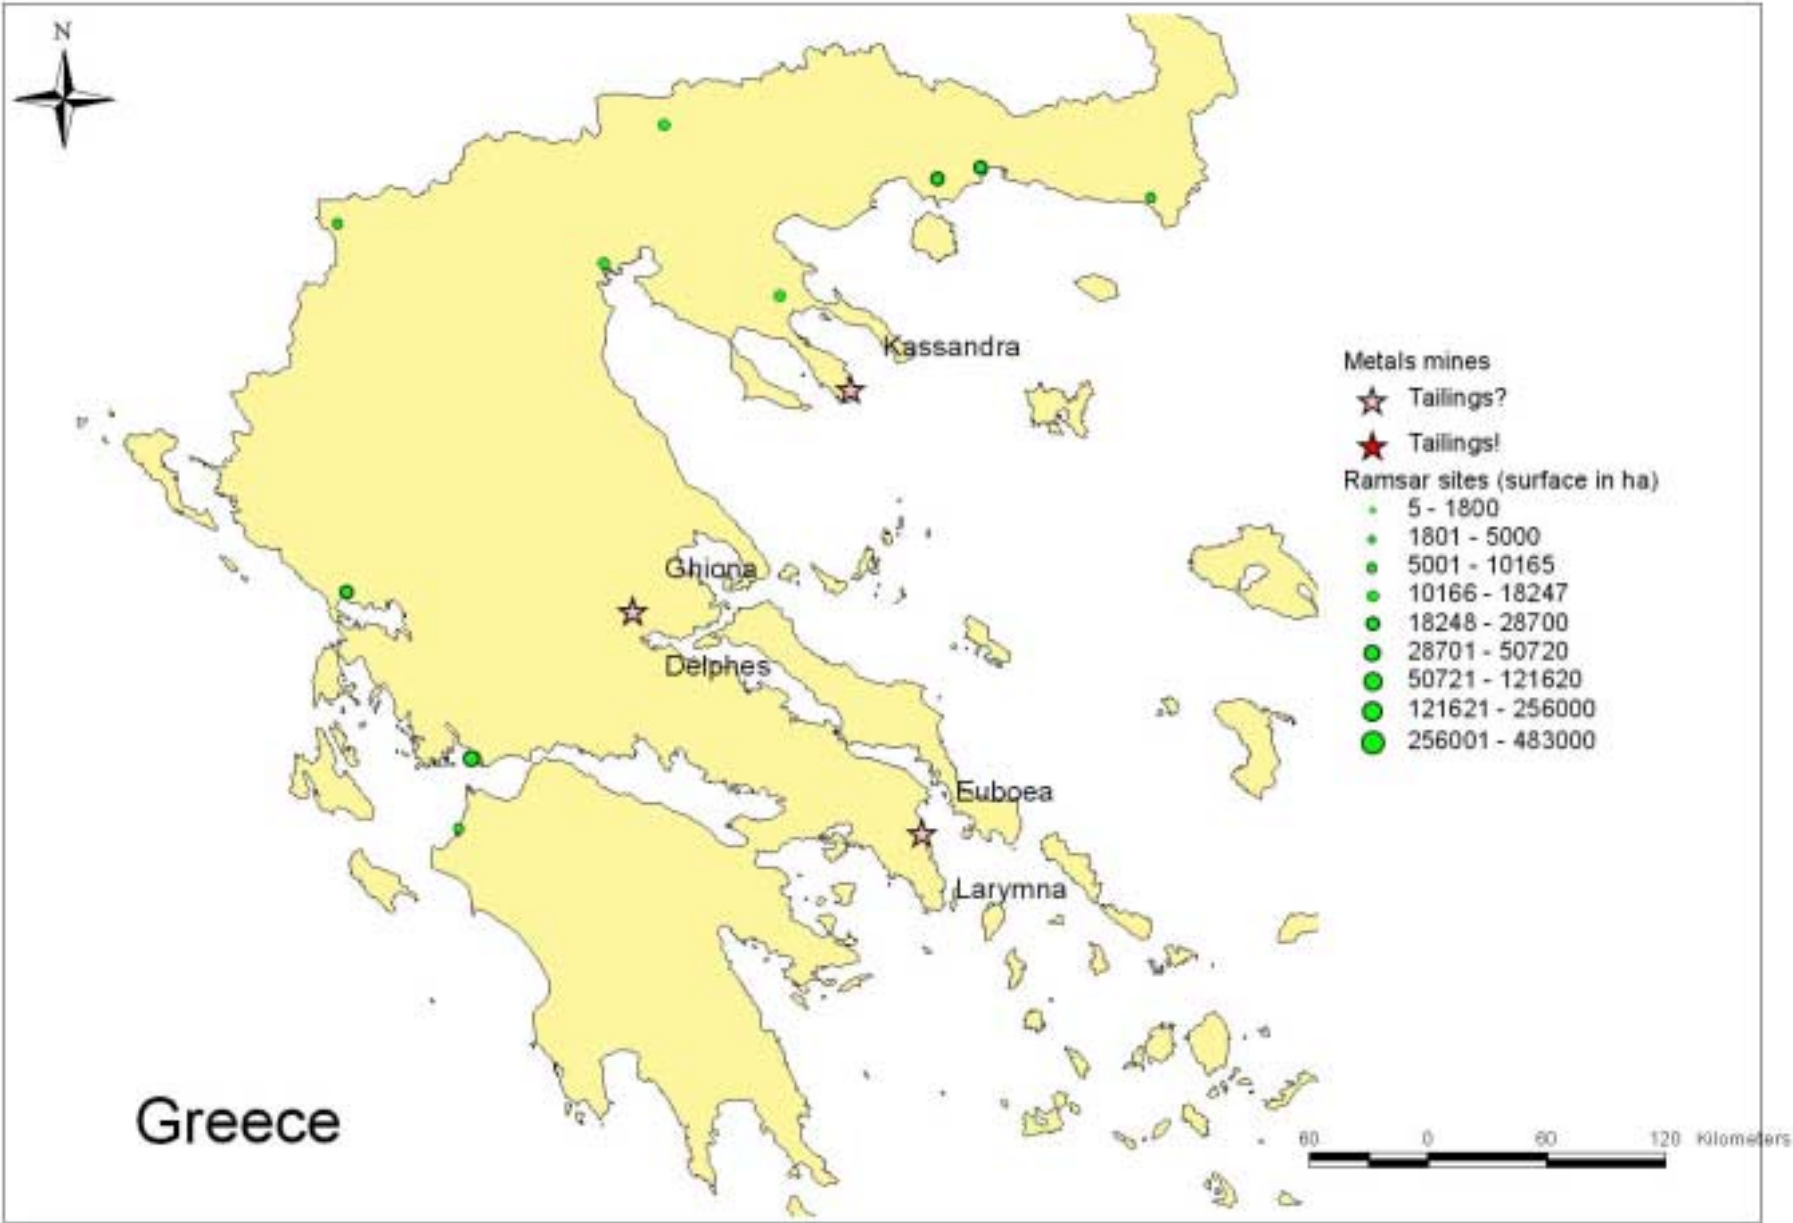 N
Kassandra
Metals mines
Tailings?
Tailings!
Ramsar sites (surface in ha)
5 - 1800
1801 - 5000
5001 - 10165
10166 - 18247
18248 - 28700
28701 - 50720
50721 - 121620
121621 - 256000
256001 - 483000
Ghiona
Delphes
Euboea
Larymna
Greece
60 0 60 120 Kilometers